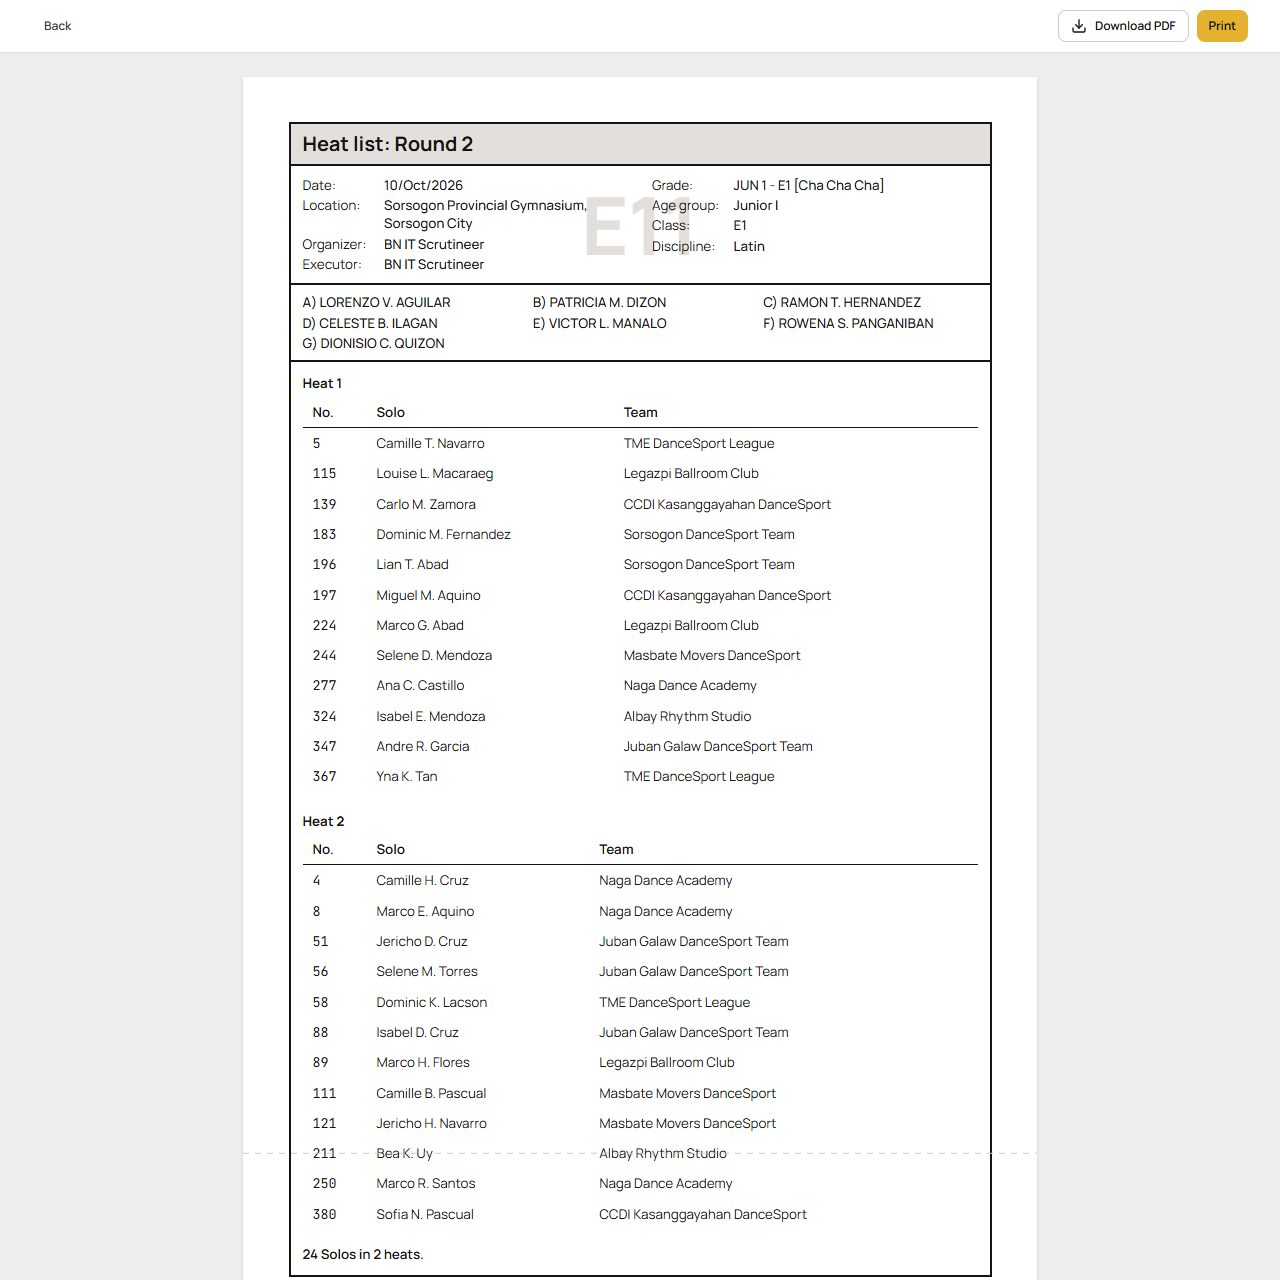 Back
Download PDF
Print
Heat list: Round 2
Date: 10/Oct/2026
Location: Sorsogon Provincial Gymnasium,
Sorsogon City
Organizer: BN IT Scrutineer
Executor: BN IT Scrutineer
E11
Grade: JUN 1 - E1 [Cha Cha Cha]
Age group: Junior I
Class: E1
Discipline: Latin
A) LORENZO V. AGUILAR B) PATRICIA M. DIZON C) RAMON T. HERNANDEZ
D) CELESTE B. ILAGAN E) VICTOR L. MANALO F) ROWENA S. PANGANIBAN
G) DIONISIO C. QUIZON
Heat 1
No. Solo Team
5 Camille T. Navarro TME DanceSport League
115 Louise L. Macaraeg Legazpi Ballroom Club
139 Carlo M. Zamora CCDI Kasanggayahan DanceSport
183 Dominic M. Fernandez Sorsogon DanceSport Team
196 Lian T. Abad Sorsogon DanceSport Team
197 Miguel M. Aquino CCDI Kasanggayahan DanceSport
224 Marco G. Abad Legazpi Ballroom Club
244 Selene D. Mendoza Masbate Movers DanceSport
277 Ana C. Castillo Naga Dance Academy
324 Isabel E. Mendoza Albay Rhythm Studio
347 Andre R. Garcia Juban Galaw DanceSport Team
367 Yna K. Tan TME DanceSport League
Heat 2
No. Solo Team
4 Camille H. Cruz Naga Dance Academy
8 Marco E. Aquino Naga Dance Academy
51 Jericho D. Cruz Juban Galaw DanceSport Team
56 Selene M. Torres Juban Galaw DanceSport Team
58 Dominic K. Lacson TME DanceSport League
88 Isabel D. Cruz Juban Galaw DanceSport Team
89 Marco H. Flores Legazpi Ballroom Club
111 Camille B. Pascual Masbate Movers DanceSport
121 Jericho H. Navarro Masbate Movers DanceSport
211 Bea K. Uy Albay Rhythm Studio
250 Marco R. Santos Naga Dance Academy
380 Sofia N. Pascual CCDI Kasanggayahan DanceSport
24 Solos in 2 heats.